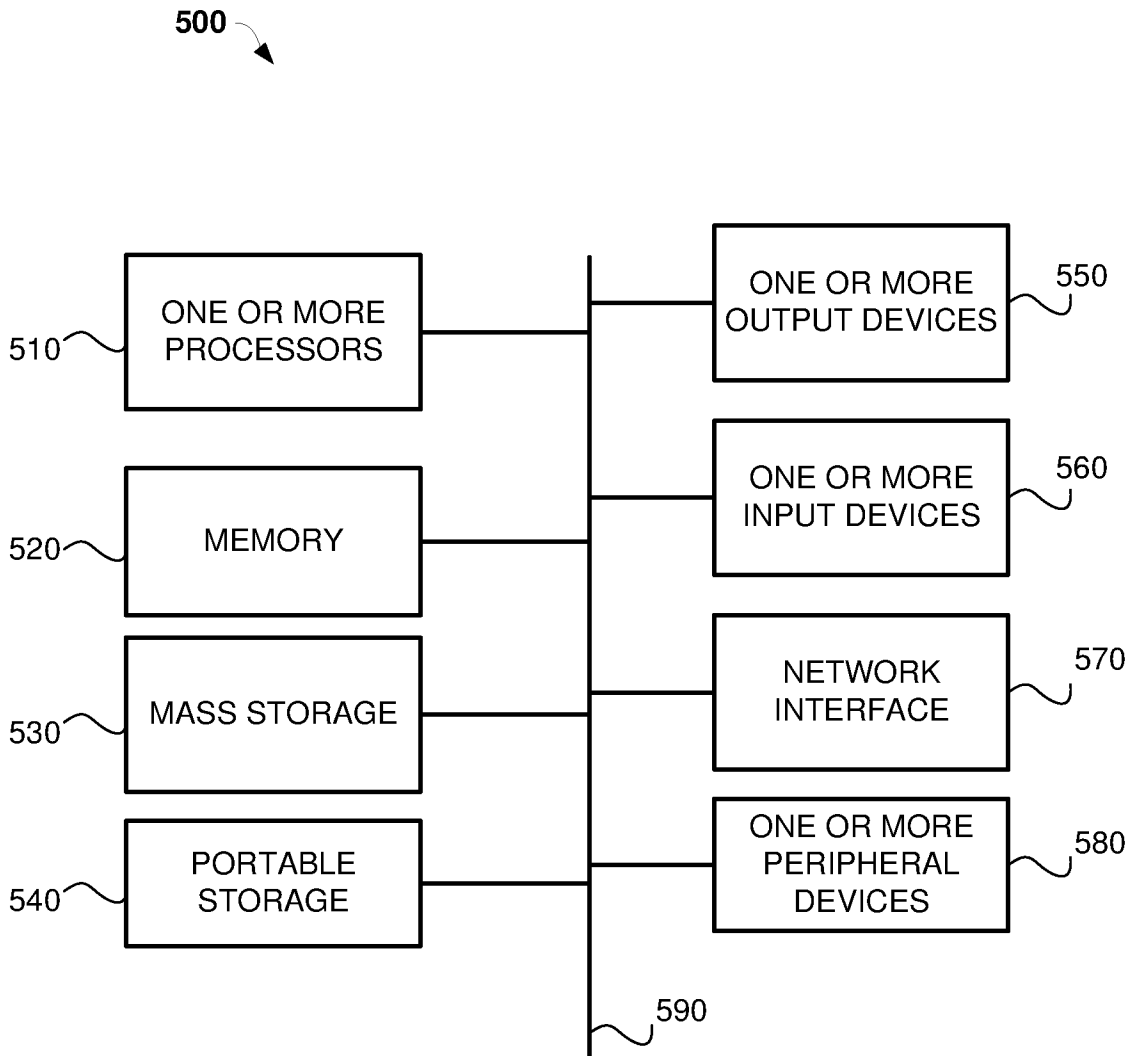 500
ONE OR MORE
PROCESSORS
510
MEMORY
520
MASS STORAGE
530
PORTABLE
STORAGE
540
ONE OR MORE
OUTPUT DEVICES
550
ONE OR MORE
INPUT DEVICES
560
NETWORK
INTERFACE
570
ONE OR MORE
PERIPHERAL
DEVICES
580
590